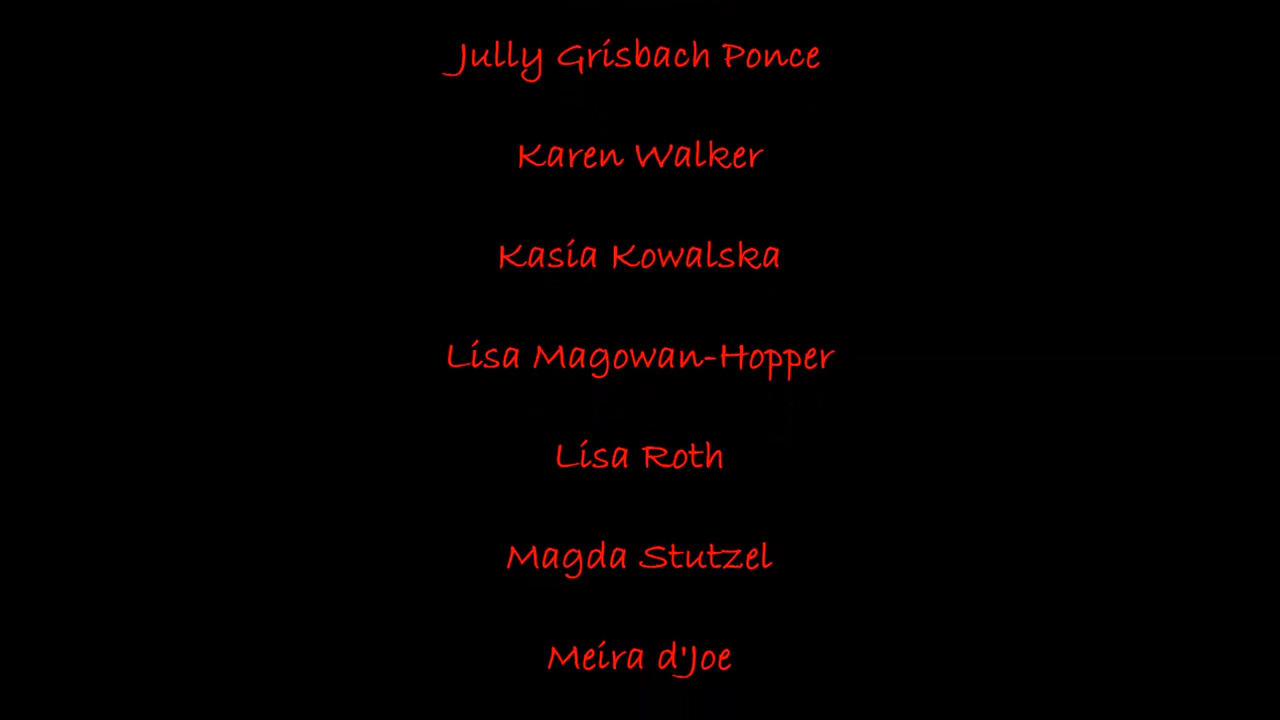 Jully Grisbach Ponce
Karen Walker
Kasia Kowalska
Lisa Magowan-Hopper
Lisa Roth
Magda Stutzel
Meira d'Joe